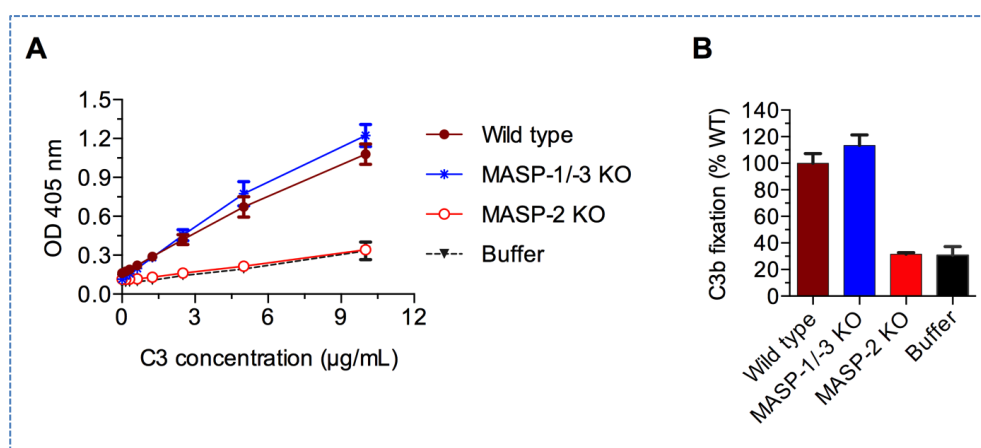 A
1.5
1.2
0.9
0.6
0.3
0.0
OD 405 nm
0
3
6
9
12
C3 concentration (µg/mL)
Wild type
MASP-1/-3 KO
MASP-2 KO
Buffer
B
140
120
100
80
60
40
20
0
C3b fixation (% WT)
Wild type
MASP-1/-3 KO
MASP-2 KO
Buffer